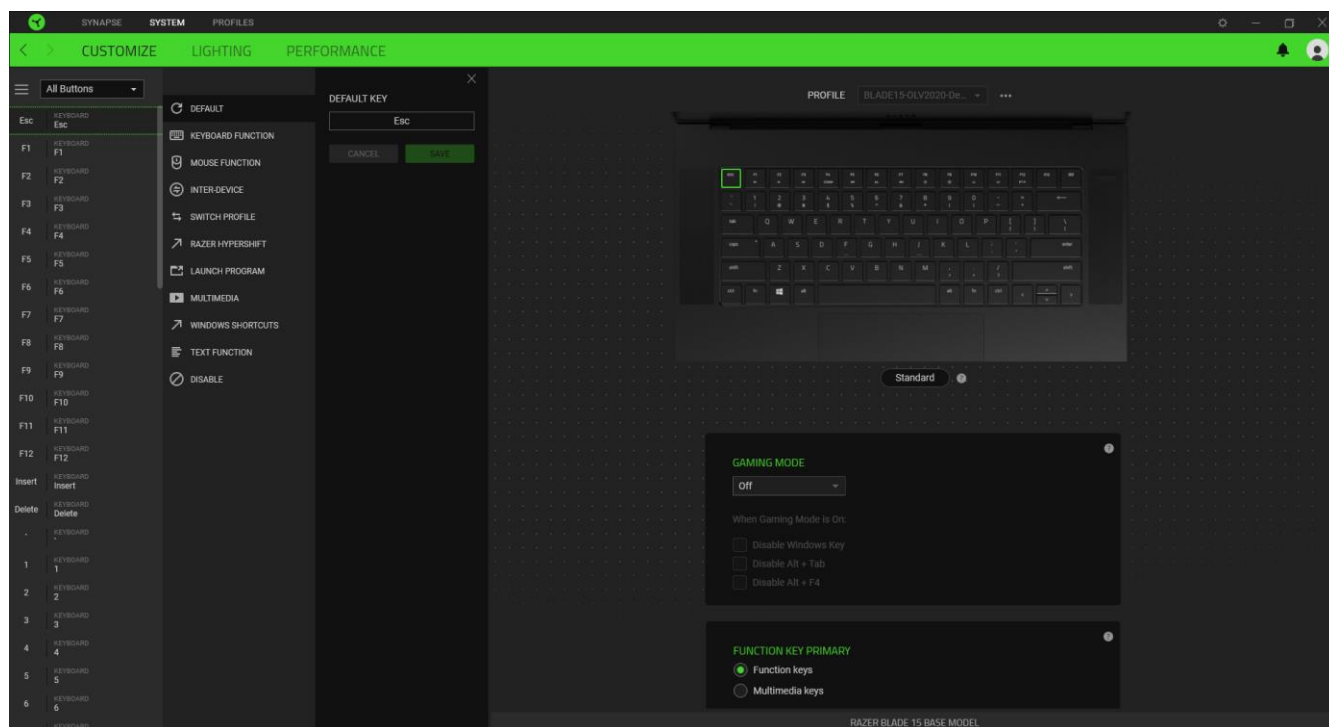 SYNAPSE SYSTEM PROFILES
CUSTOMIZE LIGHTING PERFORMANCE
All Buttons
Esc KEYBOARD Esc
F1 KEYBOARD F1
F2 KEYBOARD F2
F3 KEYBOARD F3
F4 KEYBOARD F4
F5 KEYBOARD F5
F6 KEYBOARD F6
F7 KEYBOARD F7
F8 KEYBOARD F8
F9 KEYBOARD F9
F10 KEYBOARD F10
F11 KEYBOARD F11
F12 KEYBOARD F12
Insert KEYBOARD Insert
Delete KEYBOARD Delete
KEYBOARD
1 KEYBOARD 1
2 KEYBOARD 2
3 KEYBOARD 3
4 KEYBOARD 4
5 KEYBOARD 5
6 KEYBOARD 6
KEYBOARD
DEFAULT
KEYBOARD FUNCTION
MOUSE FUNCTION
INTER-DEVICE
SWITCH PROFILE
RAZER HYPERSHIFT
LAUNCH PROGRAM
MULTIMEDIA
WINDOWS SHORTCUTS
TEXT FUNCTION
DISABLE
DEFAULT KEY
Esc
CANCEL SAVE
PROFILE BLADE15-OLV2020-De...
Q W E R T Y U I O P
A S D F G H J K L
Z X C V B N M
Standard
GAMING MODE
Off
When Gaming Mode is On:
Disable Windows Key
Disable Alt + Tab
Disable Alt + F4
FUNCTION KEY PRIMARY
Function keys
Multimedia keys
RAZER BLADE 15 BASE MODEL